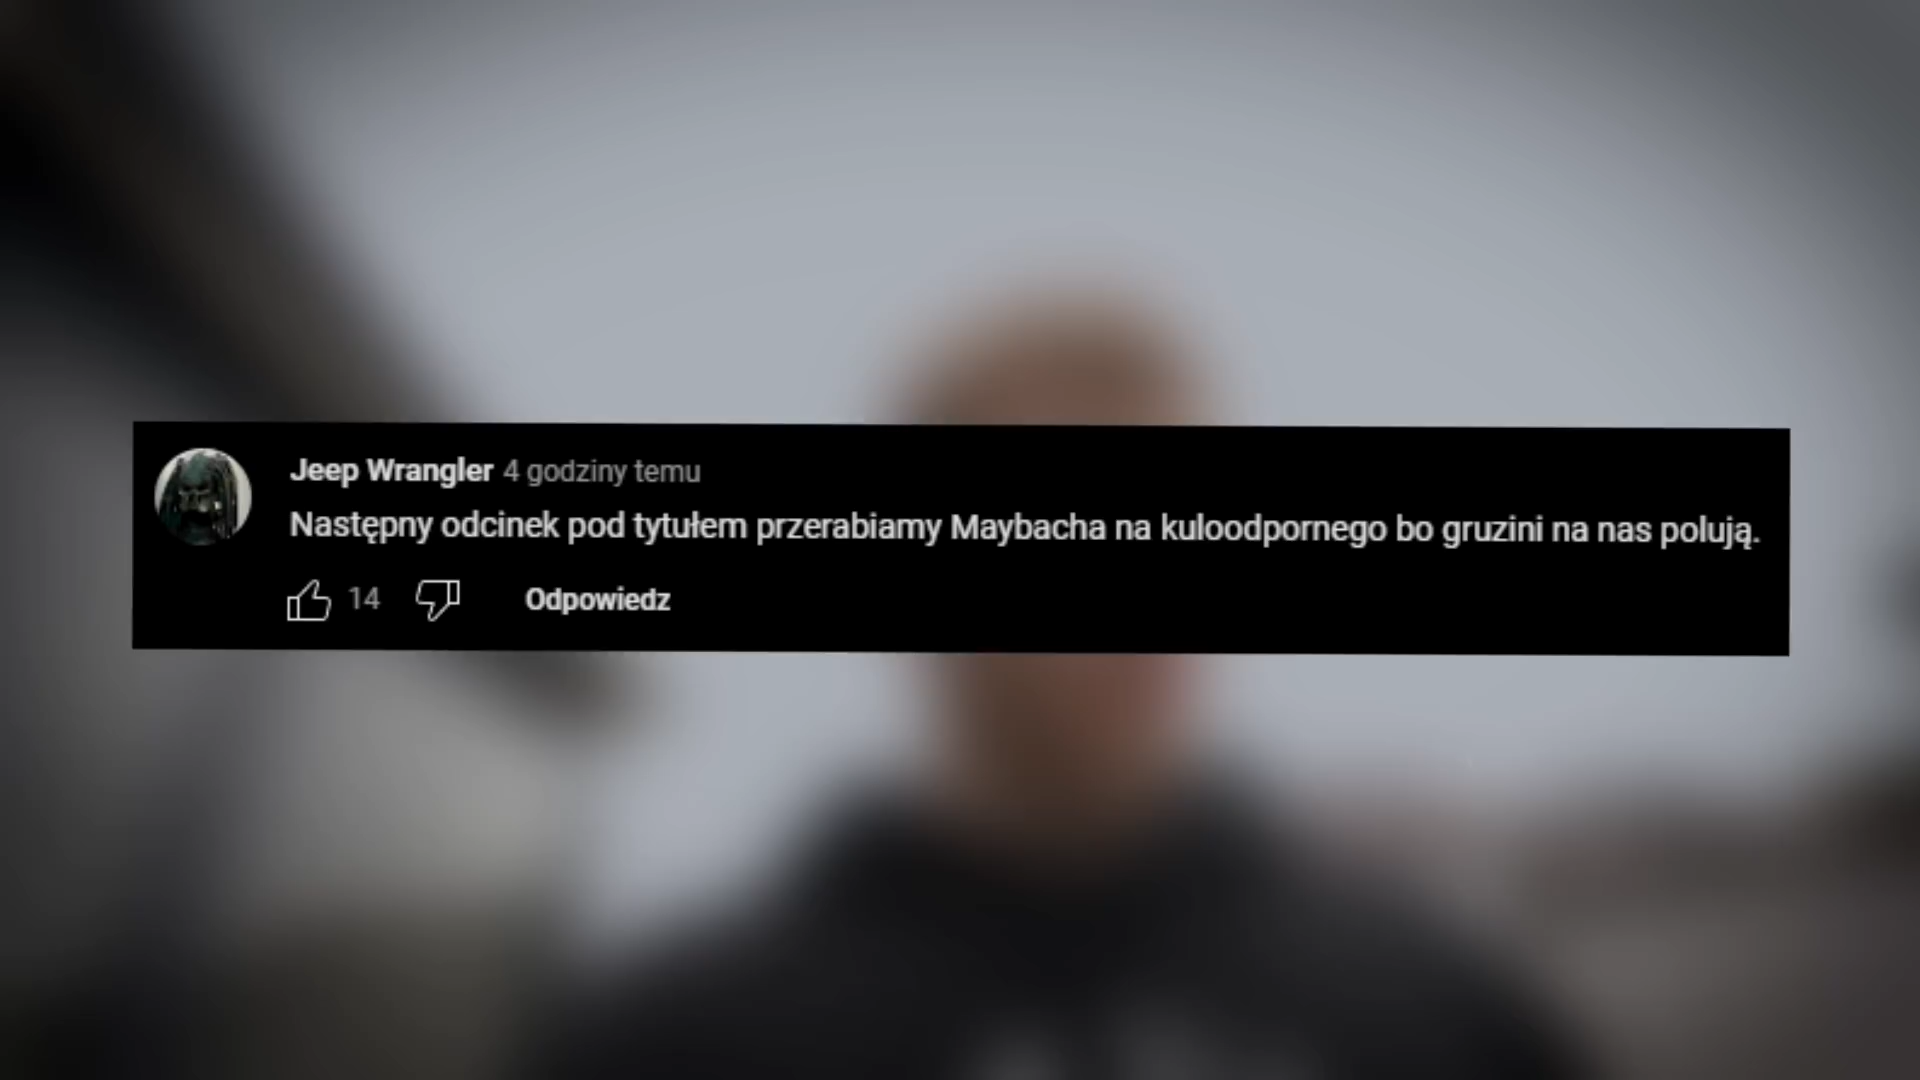 Jeep Wrangler 4 godziny temu
Następny odcinek pod tytułem przerabiamy Maybacha na kuloodpornego bo gruzini na nas polują.
14 Odpowiedz